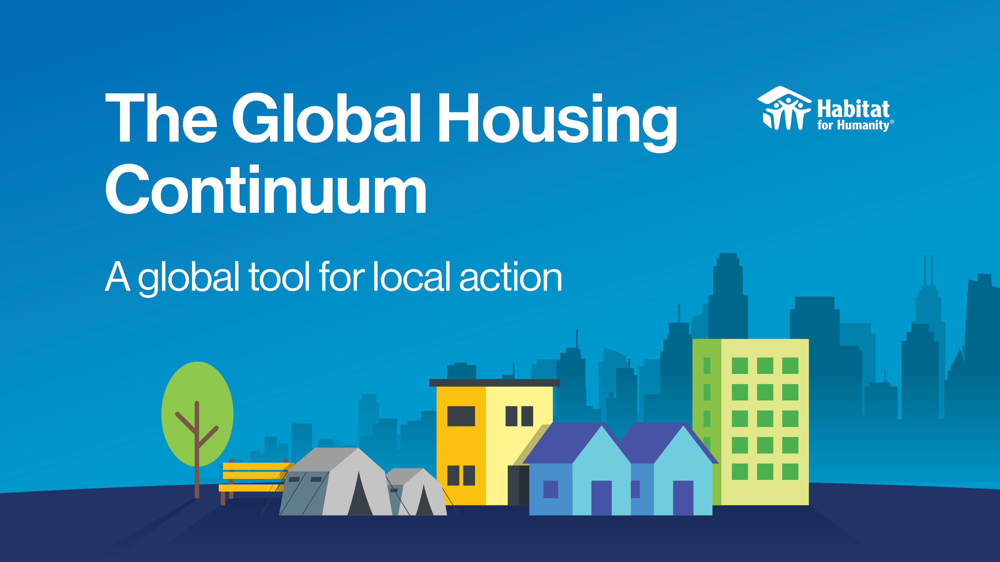 The Global Housing
Continuum
A global tool for local action
Habitat
for Humanity®